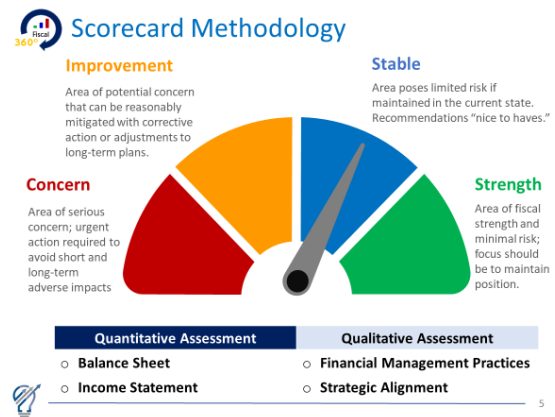 Fiscal
360°
Scorecard Methodology
Improvement
Area of potential concern
that can be reasonably
mitigated with corrective
action or adjustments to
long-term plans.
Stable
Area poses limited risk if
maintained in the current state.
Recommendations “nice to haves.”
Concern
Area of serious
concern; urgent
action required to
avoid short and
long-term
adverse impacts
Strength
Area of fiscal
strength and
minimal risk;
focus should
be to maintain
position.
Quantitative Assessment
Qualitative Assessment
o Balance Sheet
o Financial Management Practices
o Income Statement
o Strategic Alignment
5